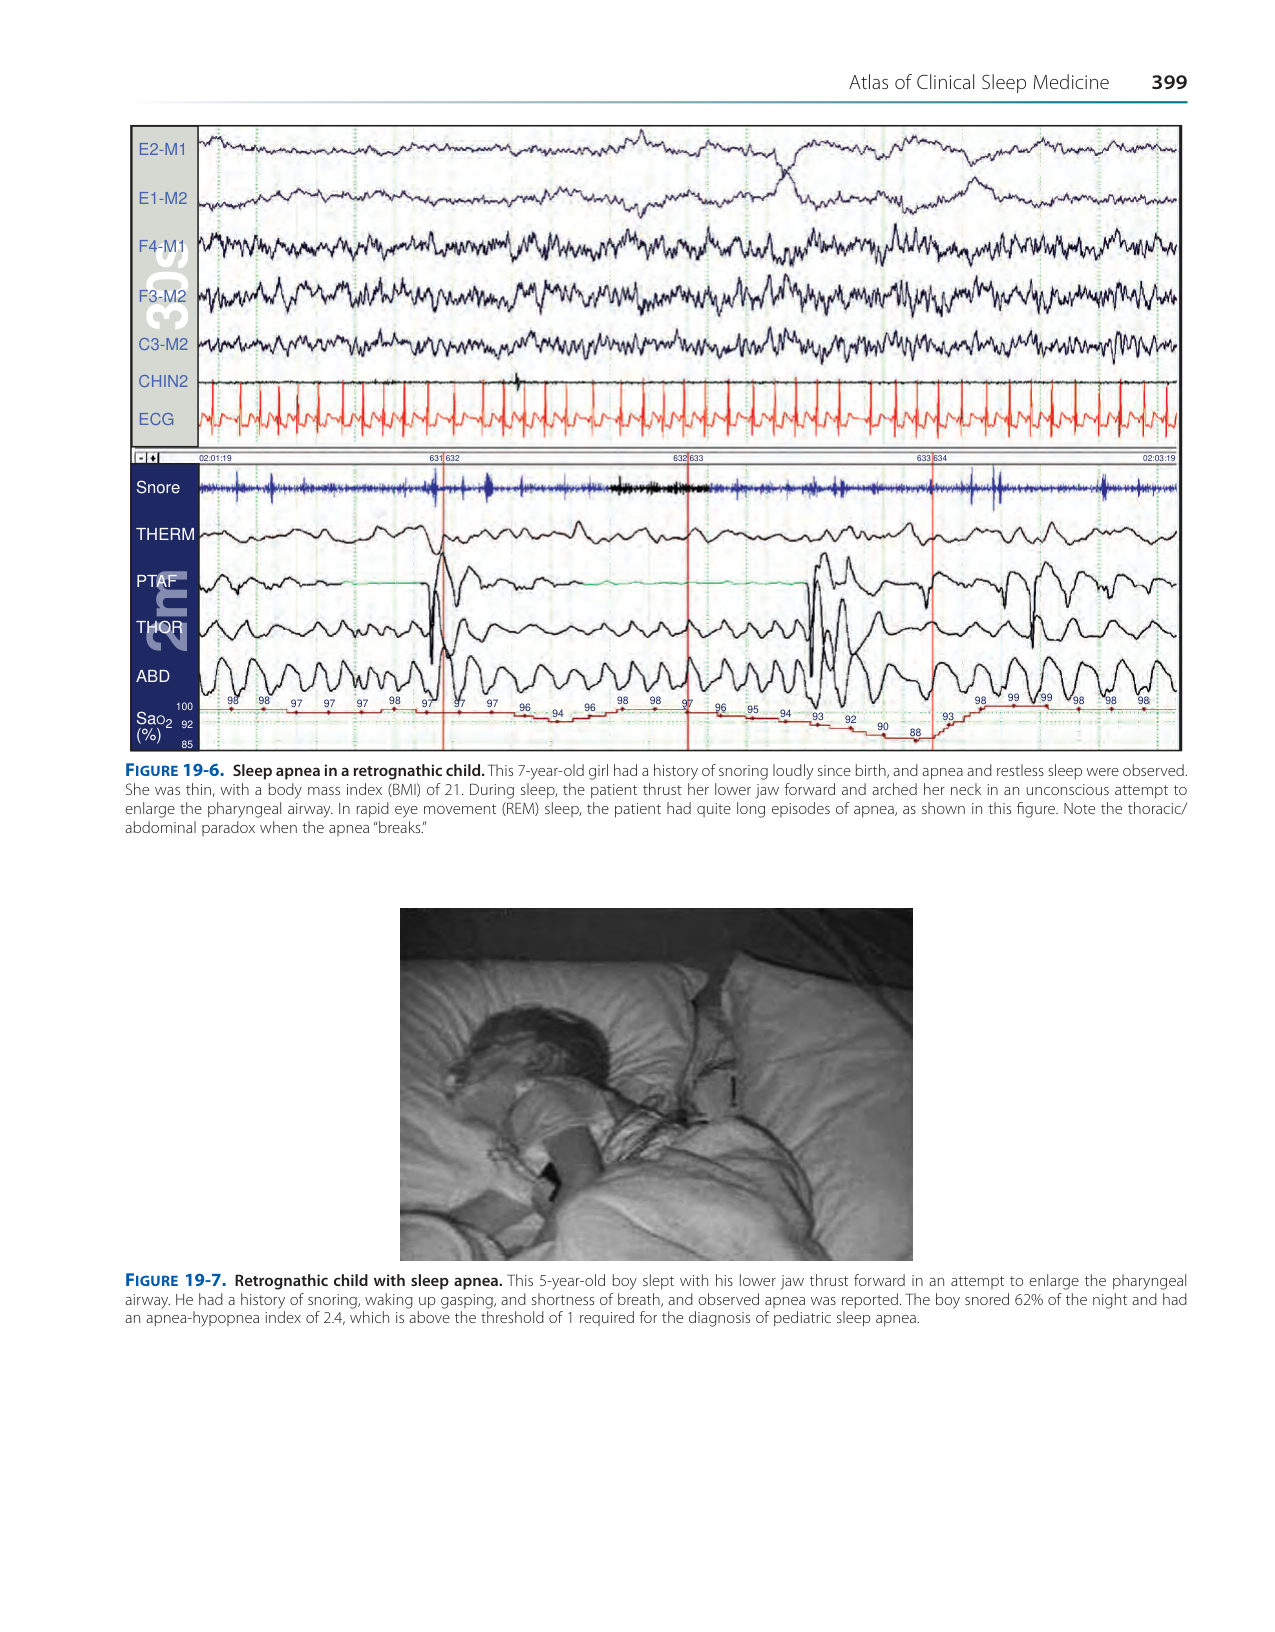 Atlas of Clinical Sleep Medicine 399
E2-M1
E1-M2
F4-M1
F3-M2
30s
C3-M2
CHIN2
ECG
- +
02:01:19 631 632 632 633 633 634 02:03:19
Snore
THERM
PTAF
2m
THOR
ABD
98 98 97 97 97 98 97 97 97 96 94 96 98 98 97 96 95 94 93 92 90 88 93 98 99 99 98 98 98
100
SaO2 92
(%) 85
FIGURE 19-6. Sleep apnea in a retrognathic child. This 7-year-old girl had a history of snoring loudly since birth, and apnea and restless sleep were observed.
She was thin, with a body mass index (BMI) of 21. During sleep, the patient thrust her lower jaw forward and arched her neck in an unconscious attempt to
enlarge the pharyngeal airway. In rapid eye movement (REM) sleep, the patient had quite long episodes of apnea, as shown in this figure. Note the thoracic/
abdominal paradox when the apnea “breaks.”
FIGURE 19-7. Retrognathic child with sleep apnea. This 5-year-old boy slept with his lower jaw thrust forward in an attempt to enlarge the pharyngeal
airway. He had a history of snoring, waking up gasping, and shortness of breath, and observed apnea was reported. The boy snored 62% of the night and had
an apnea-hypopnea index of 2.4, which is above the threshold of 1 required for the diagnosis of pediatric sleep apnea.